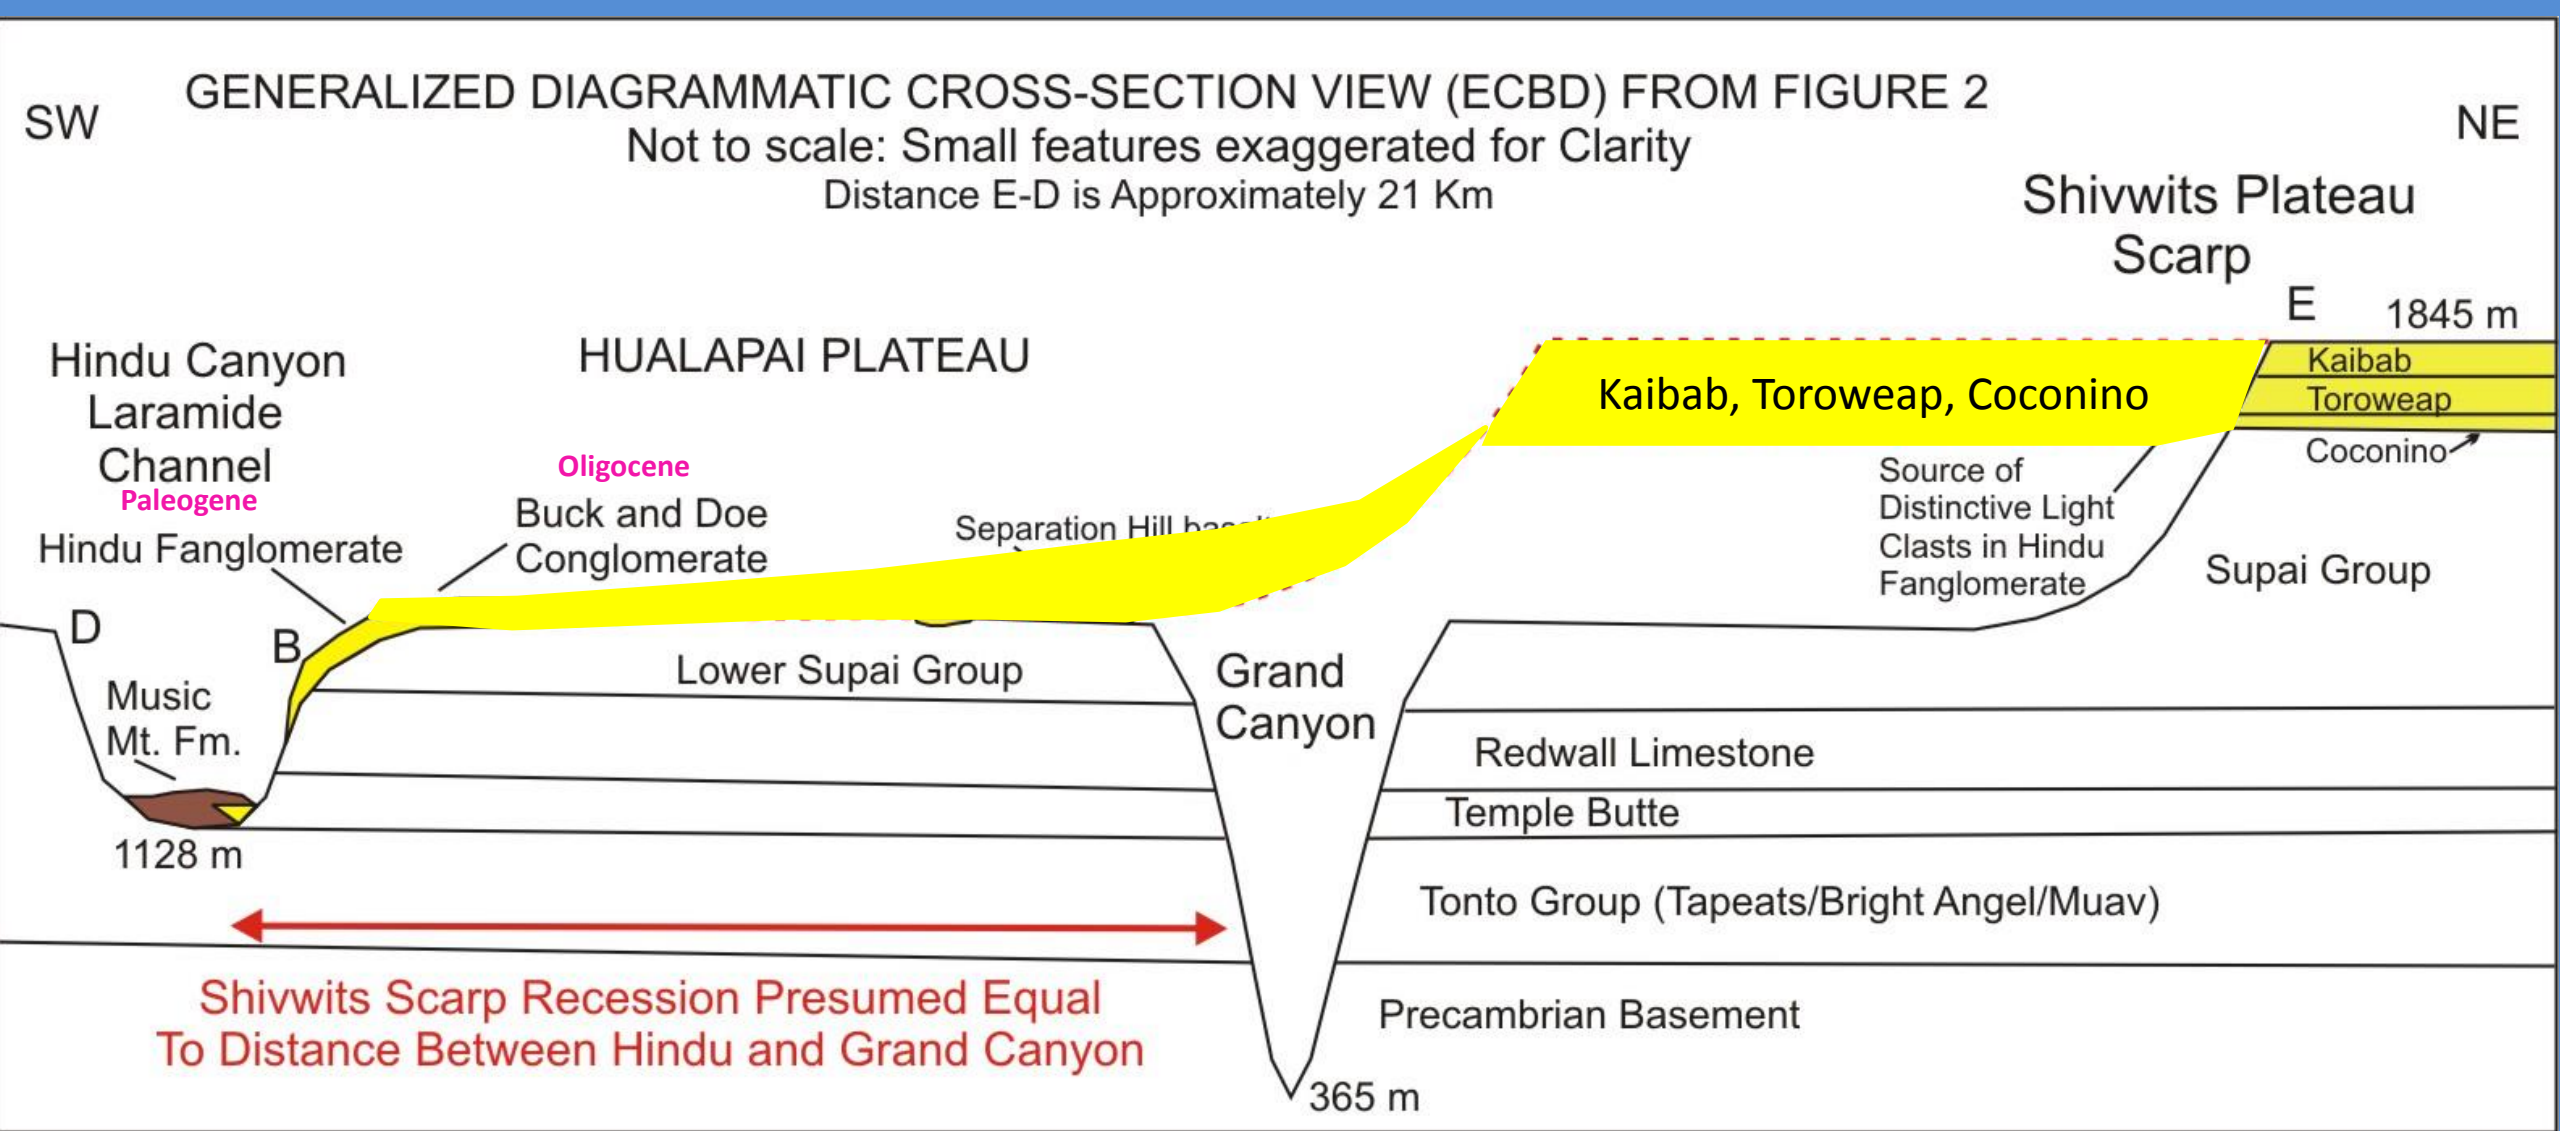 GENERALIZED DIAGRAMMATIC CROSS-SECTION VIEW (ECBD) FROM FIGURE 2
SW
NE
Not to scale: Small features exaggerated for Clarity
Distance E-D is Approximately 21 Km
Shivwits Plateau
Scarp
E
1845 m
Hindu Canyon
Laramide
Channel
Paleogene
Hindu Fanglomerate
HUALAPAI PLATEAU
Oligocene
Buck and Doe
Conglomerate
Separation Hill
Kaibab, Toroweap, Coconino
Kaibab
Toroweap
Coconino
Source of
Distinctive Light
Clasts in Hindu
Fanglomerate
Supai Group
D
B
Music
Mt. Fm.
1128 m
Lower Supai Group
Grand
Canyon
Redwall Limestone
Temple Butte
Tonto Group (Tapeats/Bright Angel/Muav)
Precambrian Basement
Shivwits Scarp Recession Presumed Equal
To Distance Between Hindu and Grand Canyon
365 m